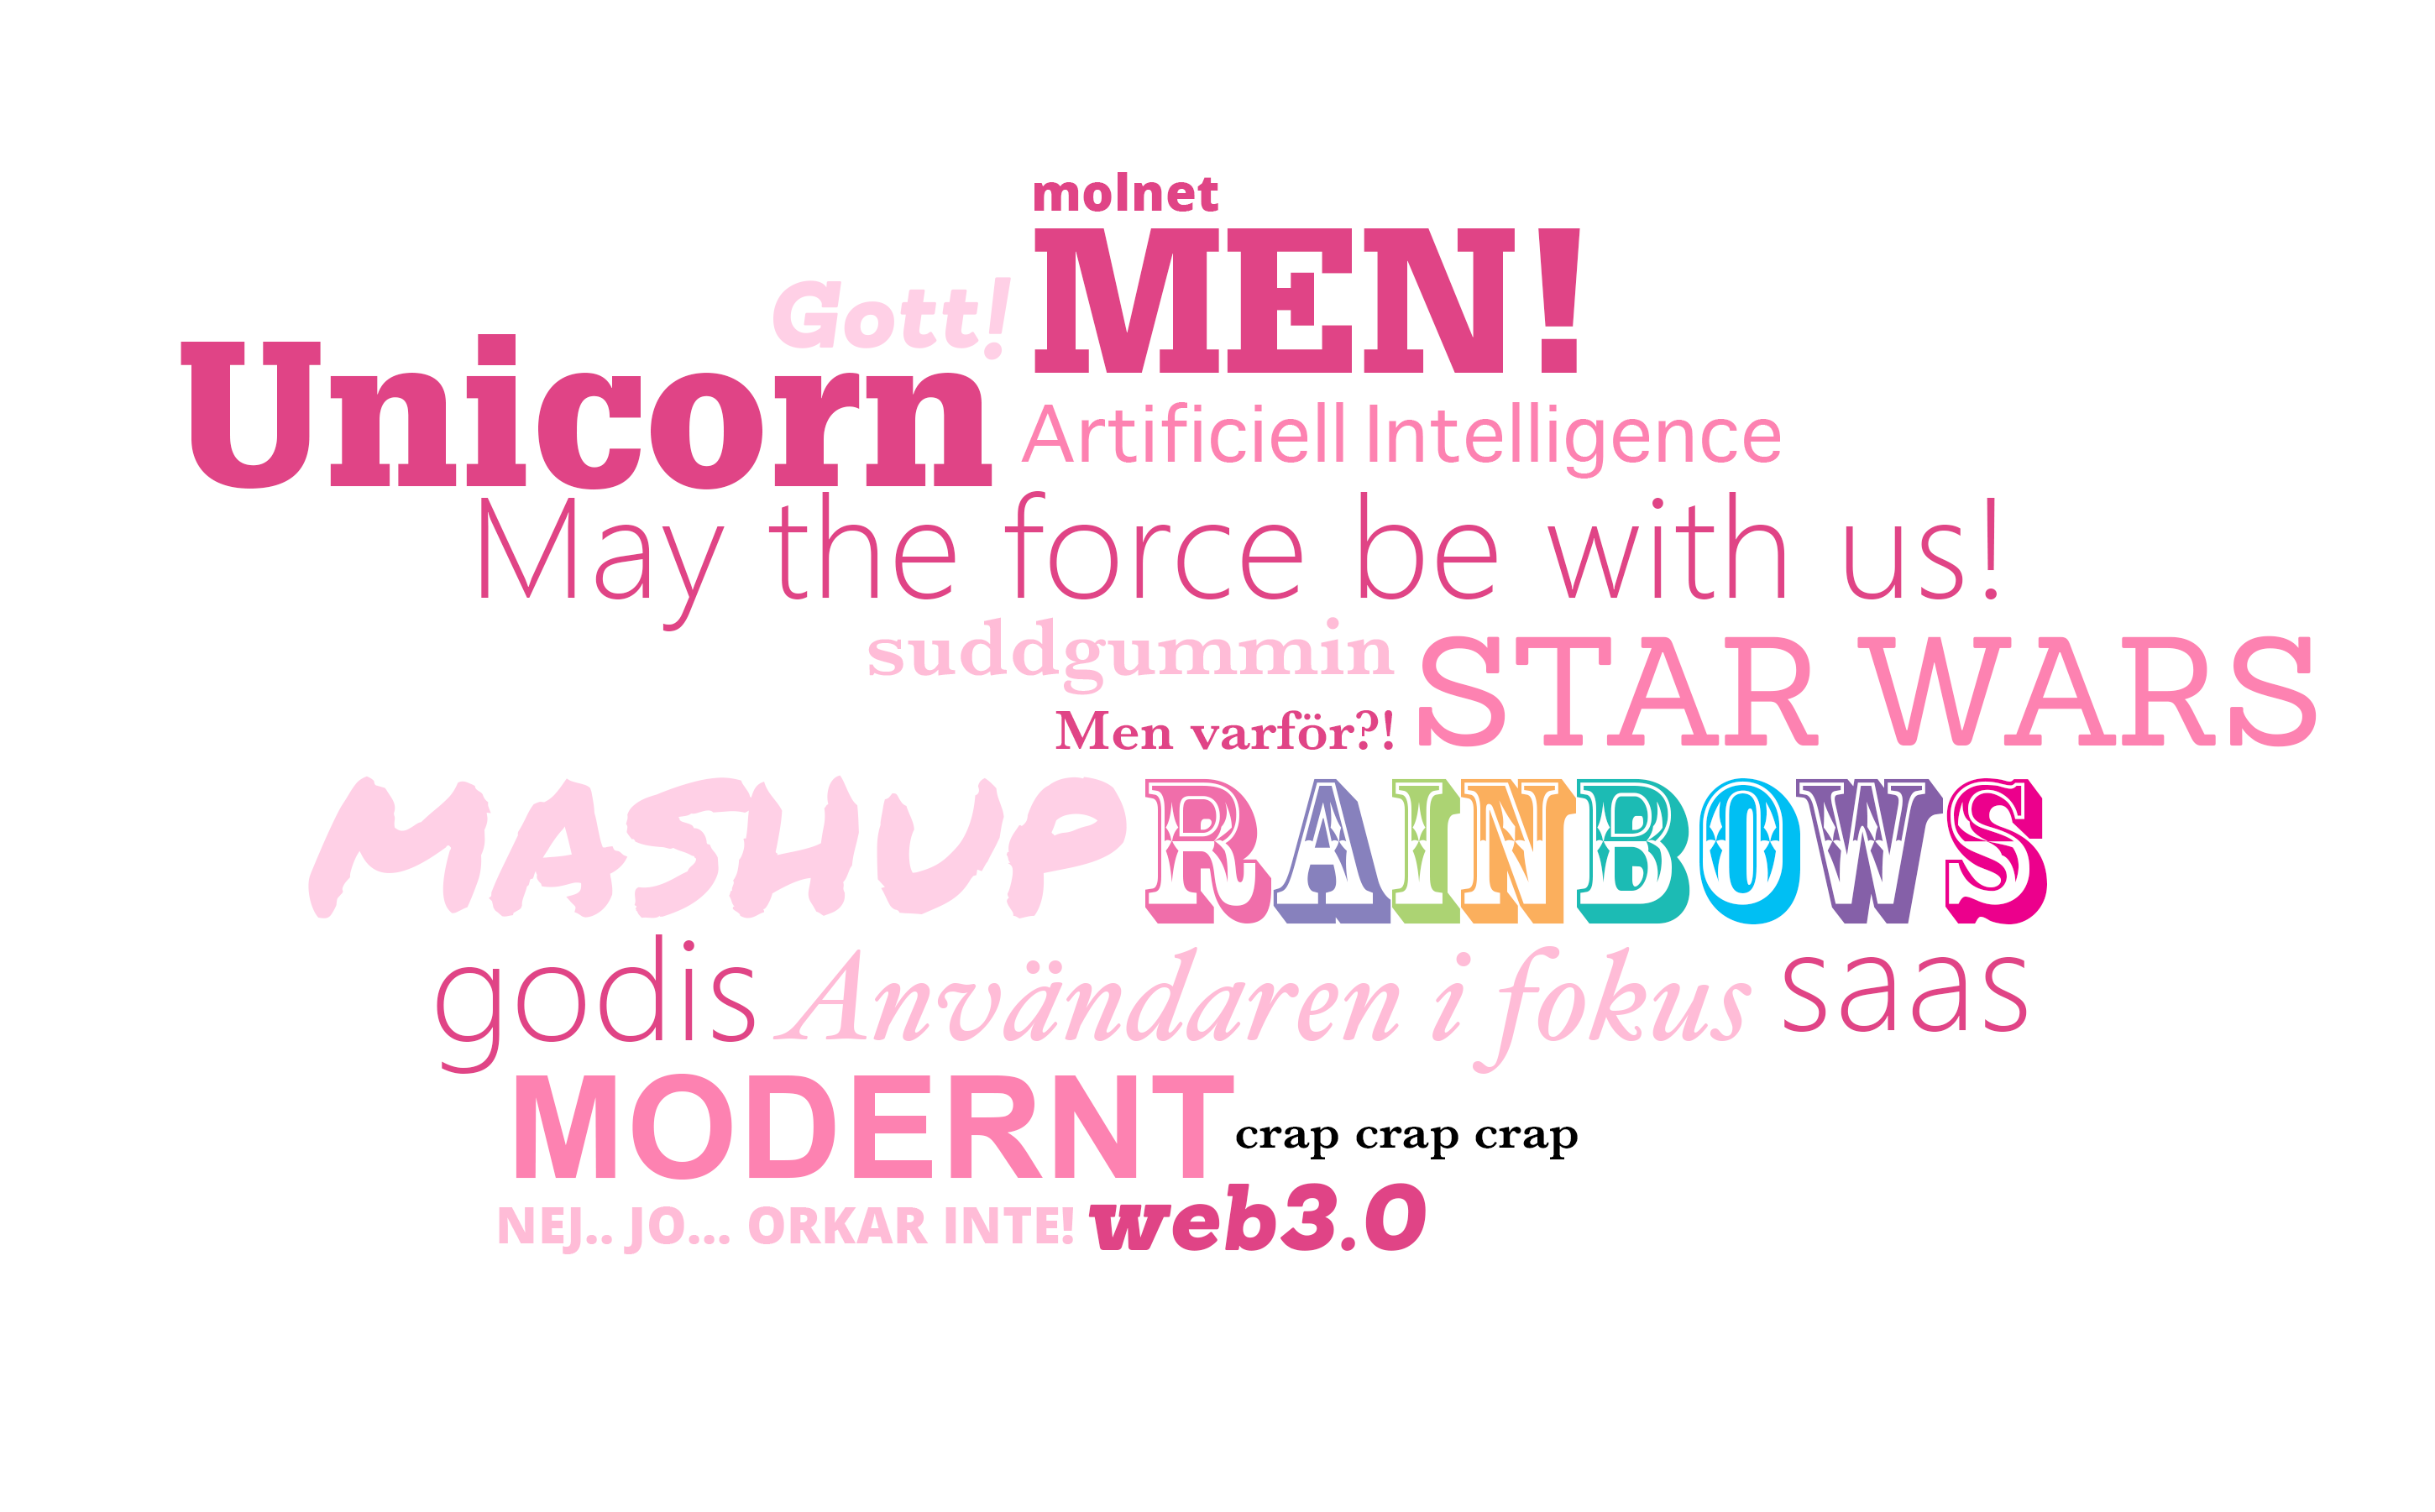 molnet
Gott! MEN!
Unicorn Artificiell Intelligence
May the force be with us!
suddgummin STAR WARS
Men varför?!
MASHUP RAINBOWS
godis Användaren i fokus saas
MODERNT crap crap crap
NEJ.. JO... ORKAR INTE! web3.0